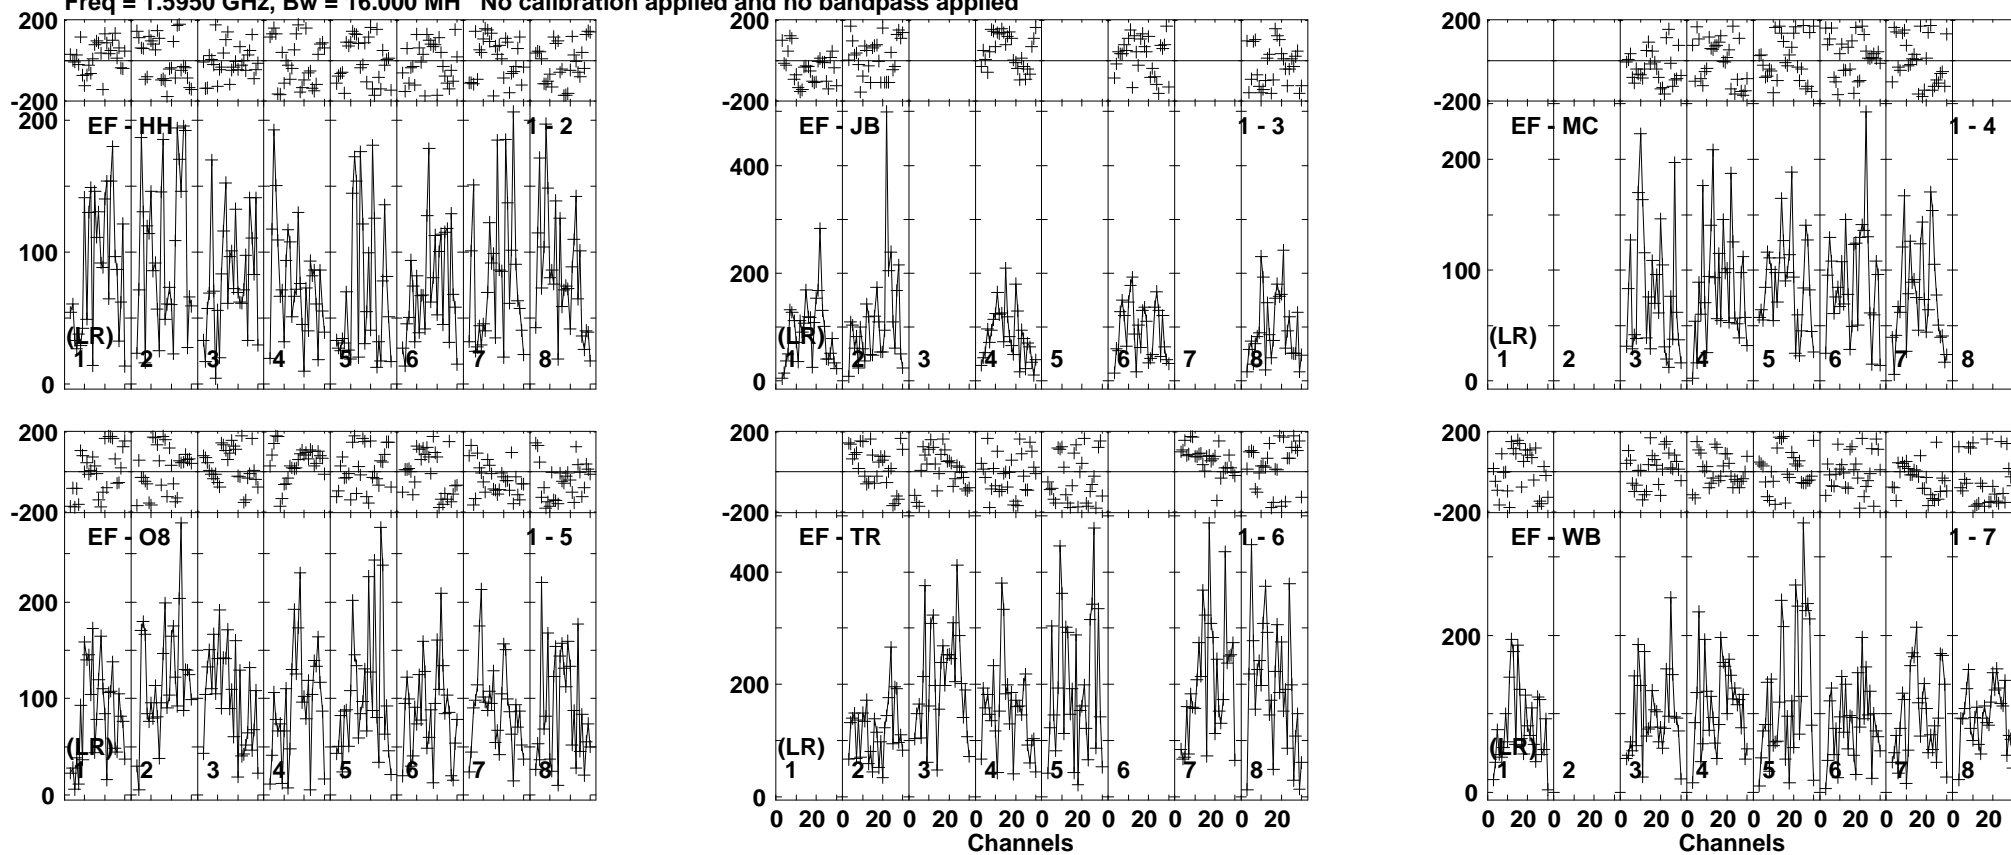 Freq = 1.5950 GHz, Bw = 16.000 MH No calibration applied and no bandpass applied
200
-200
200
100
0
EF - HH
1 - 2
(LR)
1 2 3 4 5 6 7 8
200
-200
400
200
0
EF - JB
1 - 3
(LR)
1 2 3 4 5 6 7 8
200
-200
200
100
0
EF - MC
1 - 4
(LR)
1 2 3 4 5 6 7 8
200
-200
200
100
0
EF - O8
1 - 5
(LR)
1 2 3 4 5 6 7 8
200
-200
400
200
0
EF - TR
1 - 6
(LR)
1 2 3 4 5 6 7 8
0 20 0 20 0 20 0 20 0 20 0 20 0 20 0 20
Channels
200
-200
200
0
EF - WB
1 - 7
(LR)
1 2 3 4 5 6 7 8
0 20 0 20 0 20 0 20 0 20 0 20 0 20 0 20
Channels